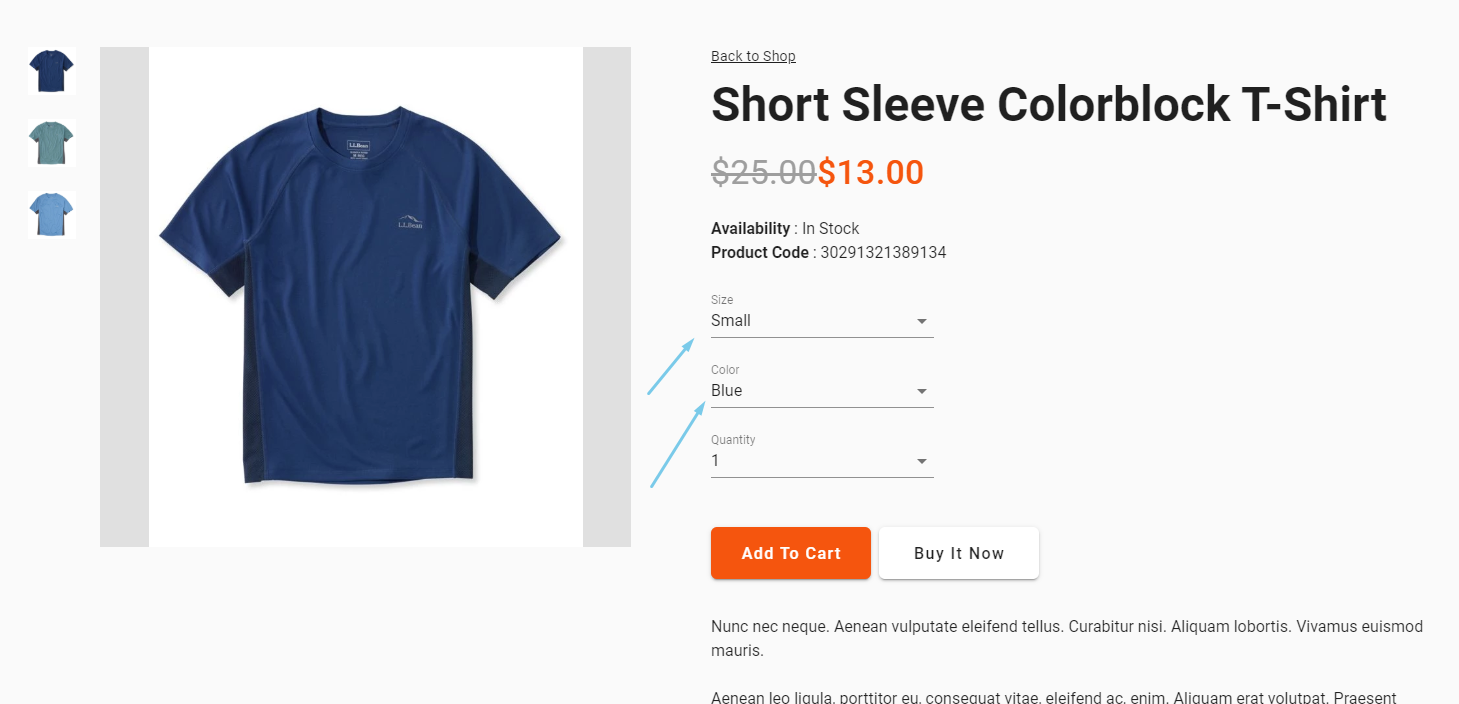 Back to Shop
Short Sleeve Colorblock T-Shirt
$25.00$13.00
Availability : In Stock
Product Code : 30291321389134
Size
Small
Color
Blue
Quantity
1
Add To Cart
Buy It Now
Nunc nec neque. Aenean vulputate eleifend tellus. Curabitur nisi. Aliquam lobortis. Vivamus euismod
mauris.
Aenean leo ligula, porttitor eu, consequat vitae, eleifend ac, enim. Aliquam erat volutpat. Praesent
L.L.Bean
L.L.Bean